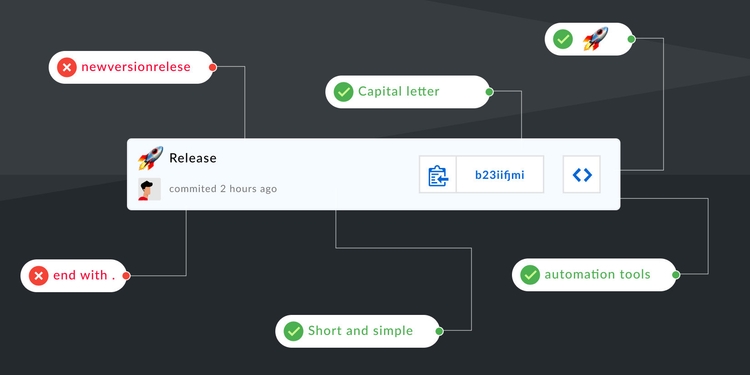 newversionrelese
Capital letter
Release
commited 2 hours ago
b23iifjmi
end with .
automation tools
Short and simple